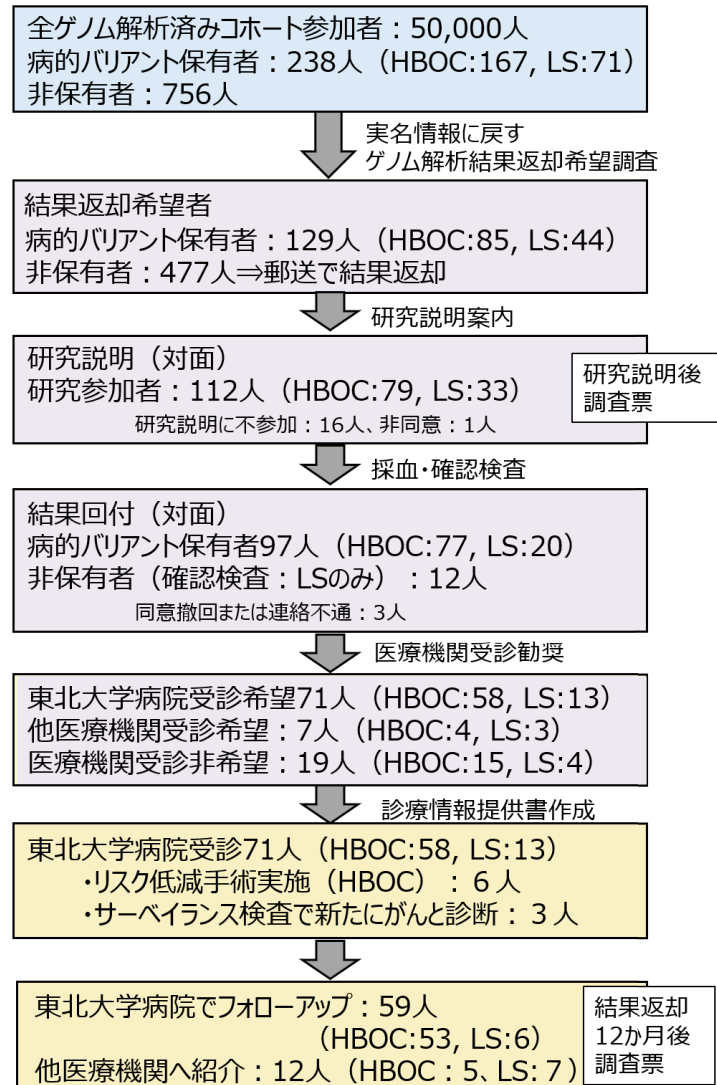 全ゲノム解析済みコホート参加者：50,000人
病的バリアント保有者：238人（HBOC:167, LS:71）
非保有者：756人
実名情報に戻す
ゲノム解析結果返却希望調査
結果返却希望者
病的バリアント保有者：129人（HBOC:85, LS:44）
非保有者：477人⇒郵送で結果返却
研究説明案内
研究説明（対面）
研究参加者：112人（HBOC:79, LS:33）
研究説明に不参加：16人、非同意：1人
研究説明後
調査票
採血・確認検査
結果回付（対面）
病的バリアント保有者97人（HBOC:77, LS:20）
非保有者（確認検査：LSのみ）：12人
同意撤回または連絡不通：3人
医療機関受診勧奨
東北大学病院受診希望71人（HBOC:58, LS:13）
他医療機関受診希望：7人（HBOC:4, LS:3）
医療機関受診非希望：19人（HBOC:15, LS:4）
診療情報提供書作成
東北大学病院受診71人（HBOC:58, LS:13）
・リスク低減手術実施（HBOC）：６人
・サーベイランス検査で新たにがんと診断：３人
東北大学病院でフォローアップ：59人
（HBOC:53, LS:6）
他医療機関へ紹介：12人（HBOC：5、LS:７）
結果返却
12か月後
調査票